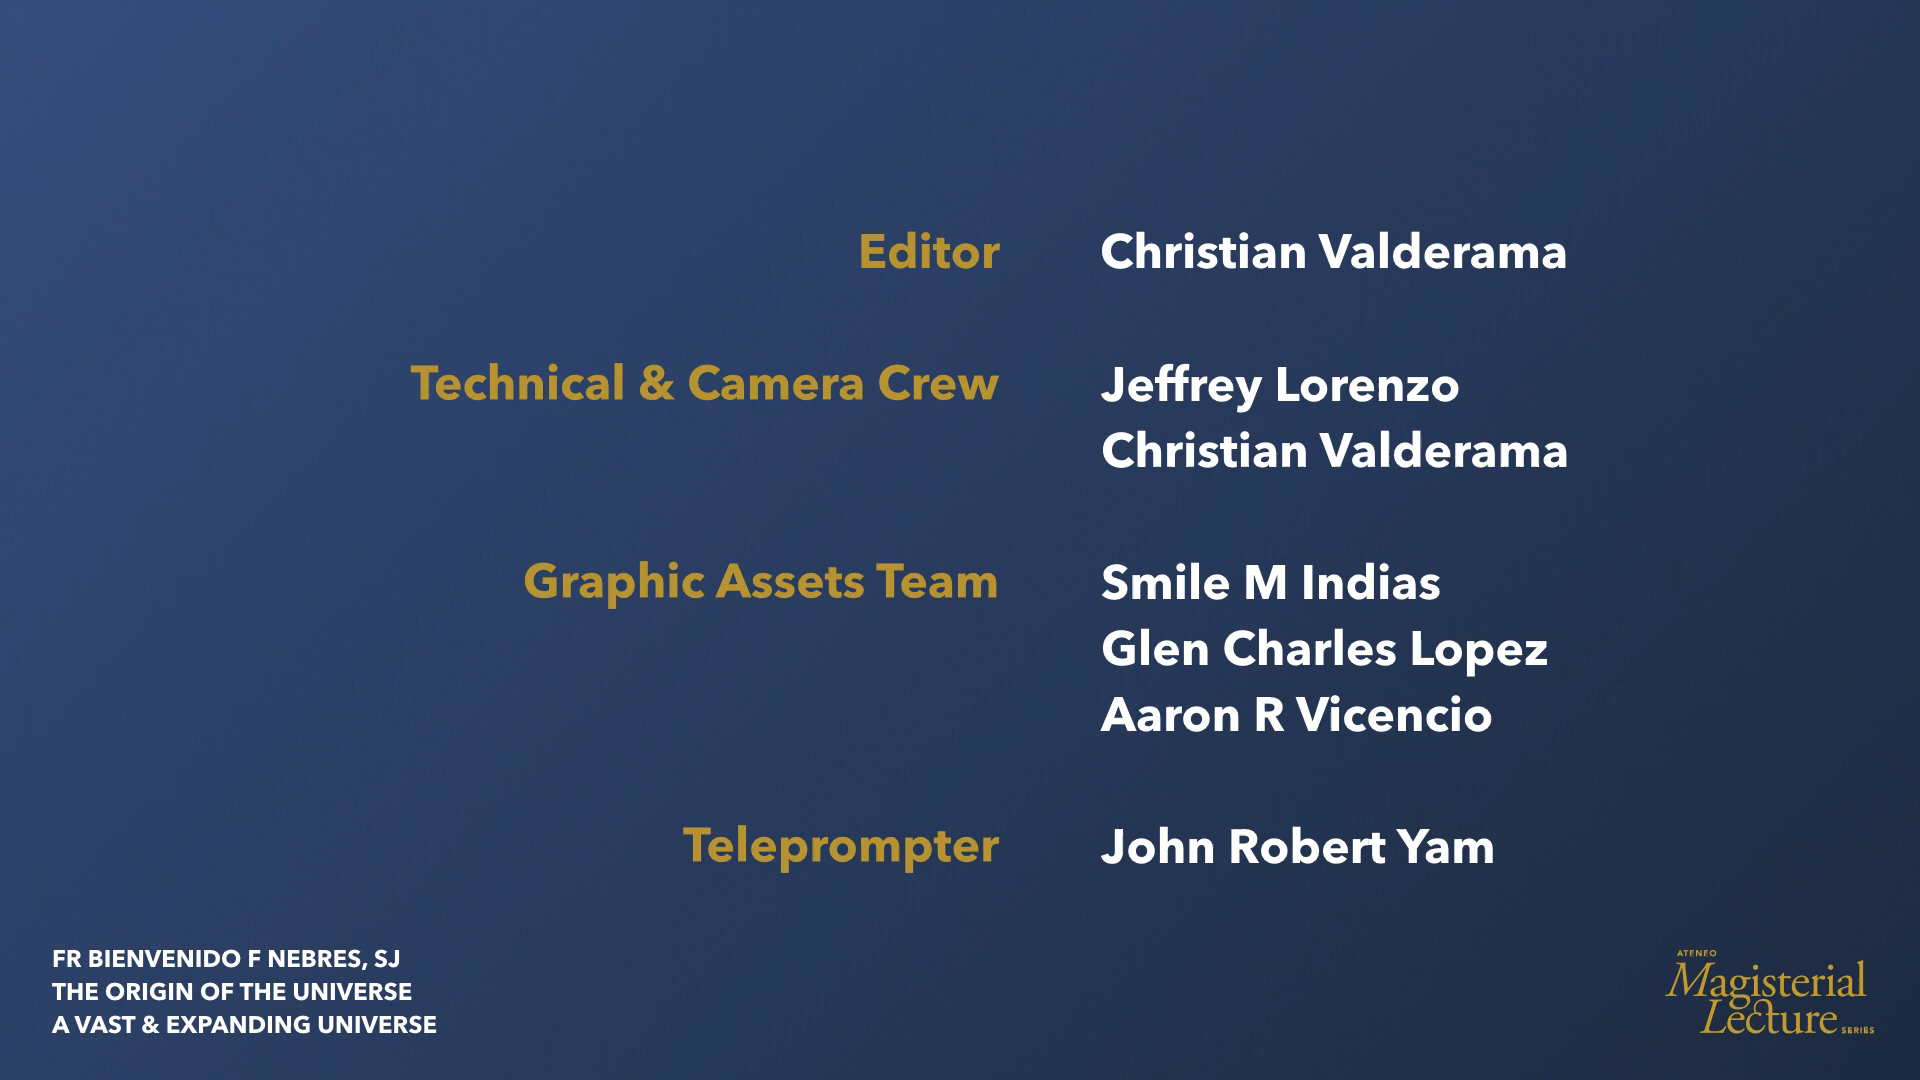 Editor Christian Valderama
Technical & Camera Crew Jeffrey Lorenzo
Christian Valderama
Graphic Assets Team Smile M Indias
Glen Charles Lopez
Aaron R Vicencio
Teleprompter John Robert Yam
FR BIENVENIDO F NEBRES, SJ
THE ORIGIN OF THE UNIVERSE
A VAST & EXPANDING UNIVERSE
ATENEO
Magisterial
Lecture SERIES